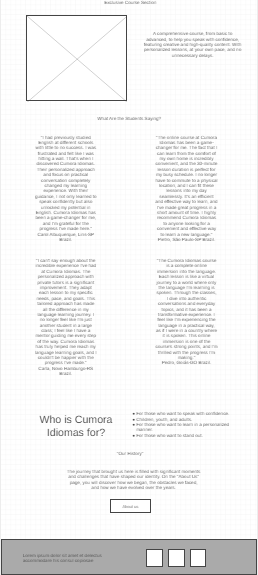 Exclusive Course Section
A comprehensive course, from basic to
advanced, to help you speak with confidence,
featuring creative and high-quality content. With
personalized lessons, at your own pace, and no
unnecessary delays.
What Are the Students Saying?
"I had previously studied
English at different schools
with little to no success. I was
frustrated and felt like I was
hitting a wall. That's when I
discovered Cumora Idiomas.
Their personalized approach
and focus on practical
conversation completely
changed my learning
experience. With their
guidance, I not only learned to
speak confidently but also
unlocked my potential in
English. Cumora Idiomas has
been a game-changer for me,
and I'm grateful for the
progress I've made here."
Brazil.
"The online course at Cumora
Idiomas has been a game-
changer for me. The fact that I
can learn from the comfort of
my own home is incredibly
convenient, and the 30-minute
lesson duration is perfect for
my busy schedule. I no longer
have to commute to a physical
location, and I can fit these
lessons into my day
seamlessly. It's an efficient
and effective way to learn, and
I've made great progress in a
short amount of time. I highly
recommend Cumora Idiomas
to anyone looking for a
convenient and effective way
to learn a new language."
Pedro, São Paulo-SP Brazil.
"I can't say enough about the
incredible experience I've had
at Cumora Idiomas. The
personalized approach with
private tutors is a significant
improvement. They adapt
each lesson to my specific
needs, pace, and goals. This
tailored approach has made
all the difference in my
language learning journey. I
no longer feel like I'm just
another student in a large
class; I feel like I have a
mentor guiding me every step
of the way. Cumora Idiomas
has truly helped me reach my
language learning goals, and I
couldn't be happier with the
progress I've made."
Carla, Novo Hamburgo-RS
Brazil.
"The Cumora Idiomas course
is a complete online
immersion into the language.
Each lesson is like a virtual
journey to a world where only
the language I'm learning is
spoken. Through the classes,
I dive into authentic
conversations and everyday
topics, and it has been a
transformative experience. I
feel like I'm experiencing the
language in a practical way,
as if I were in a country where
it is spoken. This online
immersion is one of the
course's strong points, and I'm
thrilled with the progress I'm
making."
Who is Cumora
Idiomas for?
For those who want to speak with confidence.
Children, youth, and adults.
For those who want to learn in a personalized
manner.
For those who want to stand out.
"Our History"
The journey that brought us here is filled with significant moments
and challenges that have shaped our identity. On the "About Us"
page, you will discover how we began, the obstacles we faced,
and how we have evolved over the years.
About us